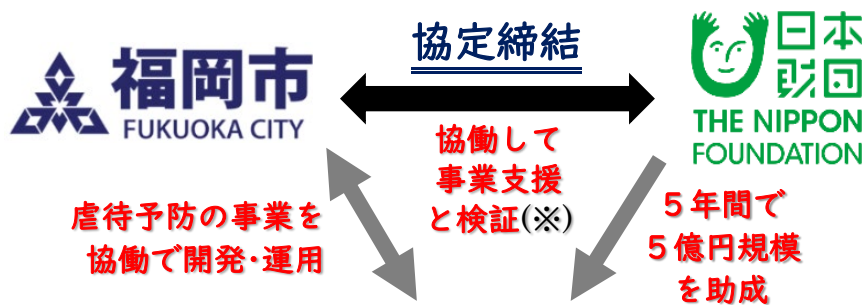 協定締結
福岡市
FUKUOKA CITY
日本
財団
THE NIPPON
FOUNDATION
協働して
事業支援
と検証(※)
虐待予防の事業を
協働で開発・運用
５年間で
５億円規模
を助成